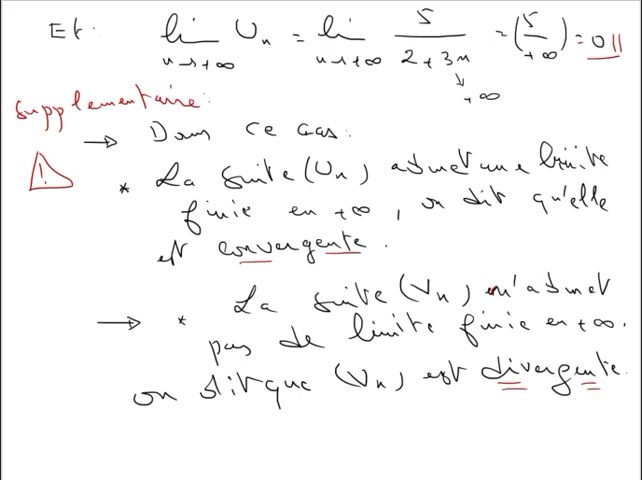 Et: lim Un = lim 5/(2+3n) = (5/+∞) = 0
n→+∞ n→+∞ ↓ +∞
Supplementaire:
→ Dans ce cas:
! * La suite (Un) admet une limite
finie en +∞, on dit qu'elle
est convergente.
→ * La suite (Vn) n'admet
pas de limite finie en +∞.
on dit que (Vn) est divergente.